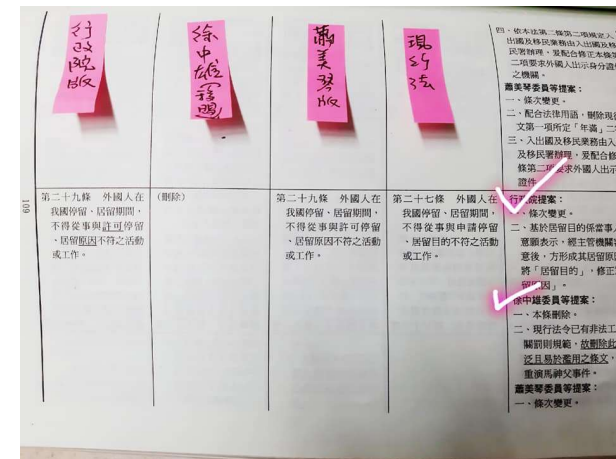 行政院版
徐中雄
蕭美琴版
現行法
四、依本法第二條第二項規定入
出國及移民業務由入出國及移
民署辦理，爰配合修正本條第
二項要求外國人出示身分證件
之機關。
蕭美琴委員等提案：
一、條次變更。
二、配合法律用語，刪除現行
文第一項所定「年滿」二
三、入出國及移民業務由入
及移民署辦理，爰配合修
條第二項要求外國人出示
證件
109
第二十九條　外國人在
我國停留、居留期間，
不得從事與許可停留
、居留原因不符之活動
或工作。
（刪除）
第二十九條　外國人在
我國停留、居留期間，
不得從事與許可停留
、居留原因不符之活動
或工作。
第二十七條　外國人在
我國停留、居留期間，
不得從事與申請停留
、居留目的不符之活動
或工作。
行政院提案：
一、條次變更。
二、基於居留目的係當事人
意願表示，經主管機關
意後，方形成其居留原
將「居留目的」，修正
留原因」。
徐中雄委員等提案：
一、本條刪除。
二、現行法令已有非法工
關罰則規範，故刪除此
泛且易於濫用之條文，
重演馬神父事件。
蕭美琴委員等提案：
一、條次變更。